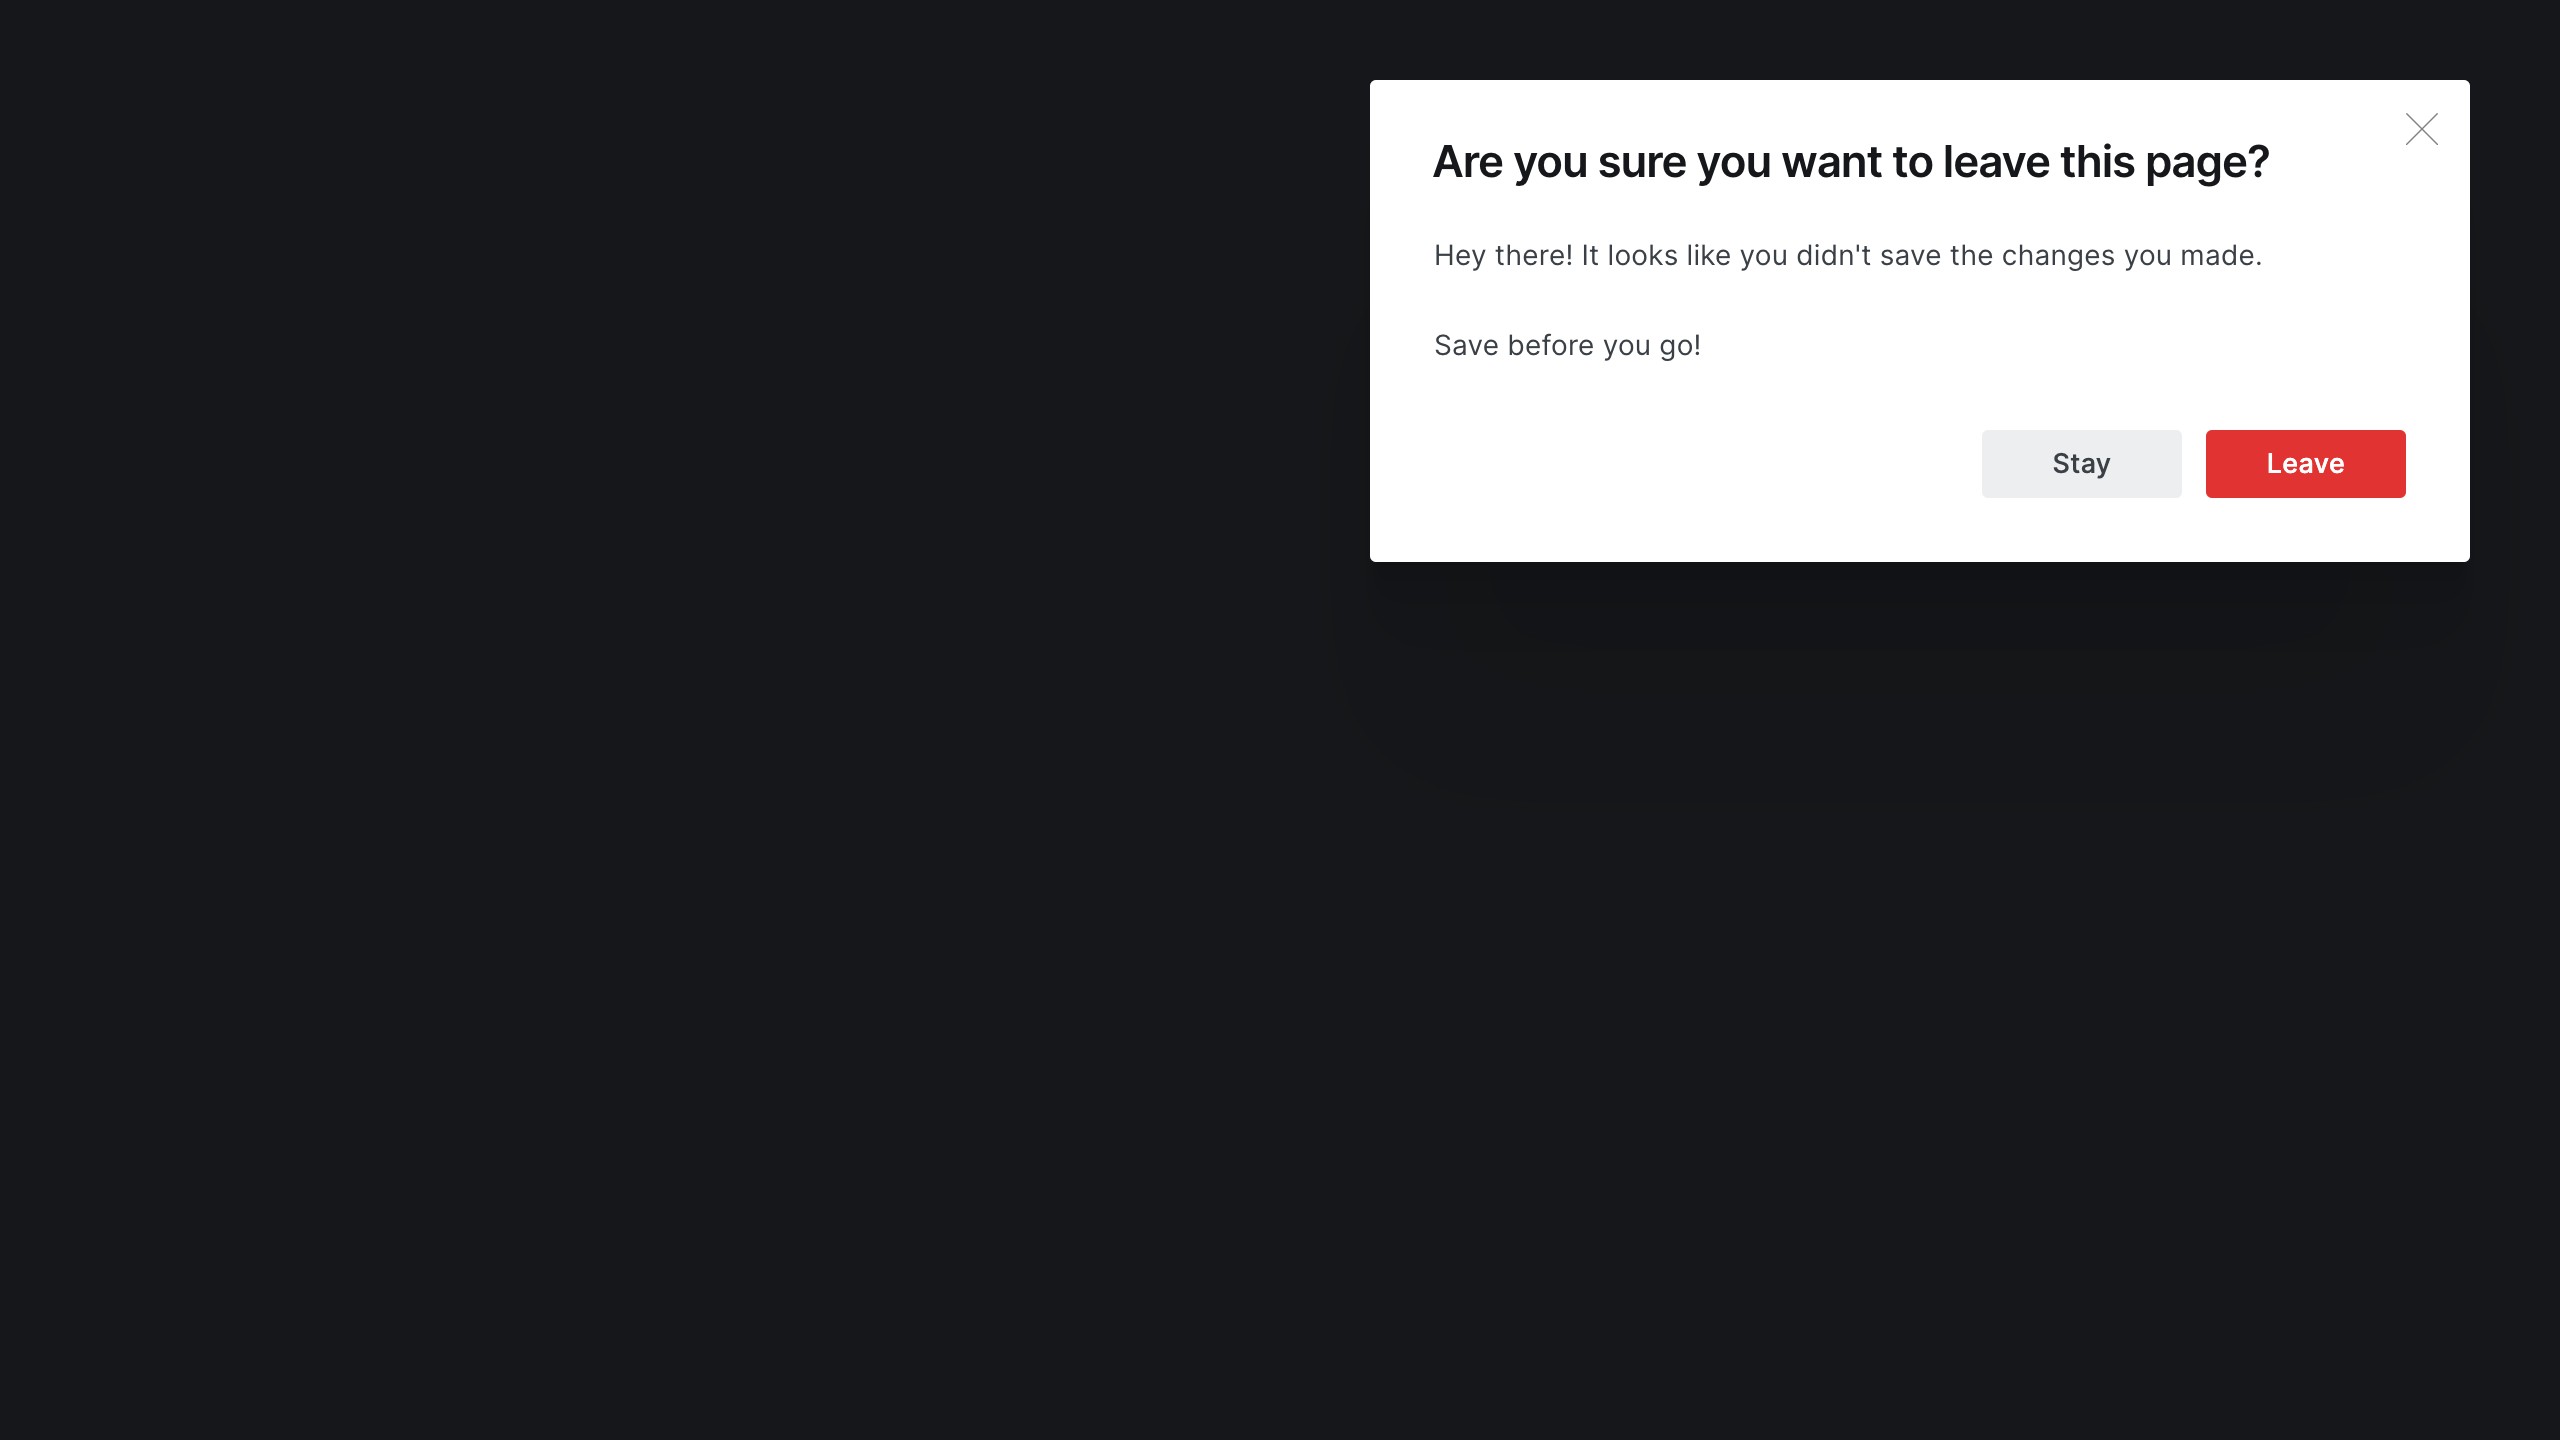 Are you sure you want to leave this page?
Hey there! It looks like you didn't save the changes you made.
Save before you go!
Stay
Leave